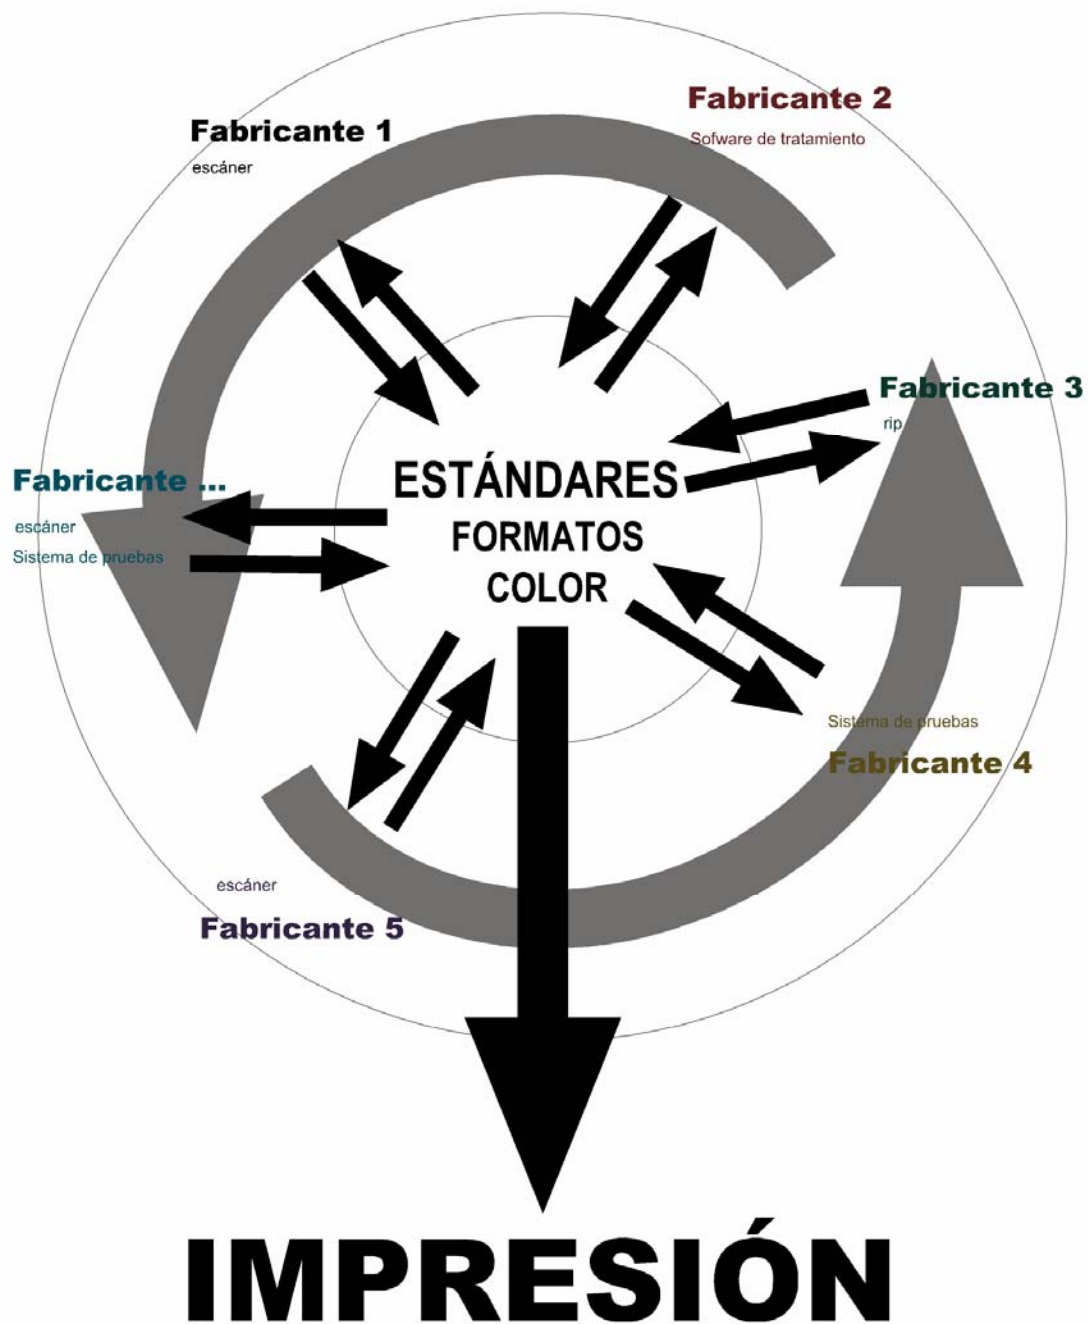 Fabricante 1
escáner
Fabricante 2
Sofware de tratamiento
Fabricante 3
rip
Fabricante ...
escáner
Sistema de pruebas
ESTÁNDARES
FORMATOS
COLOR
Sistema de pruebas
Fabricante 4
escáner
Fabricante 5
IMPRESIÓN